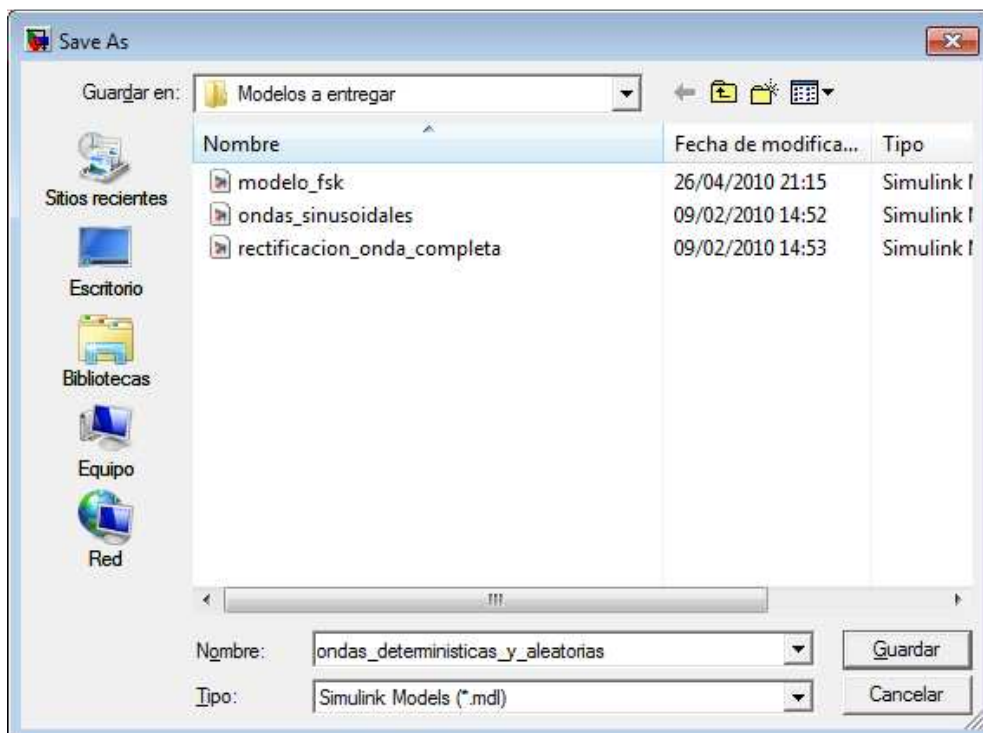 Save As
Guardar en: Modelos a entregar
Nombre Fecha de modifica... Tipo
modelo_fsk 26/04/2010 21:15 Simulink
ondas_sinusoidales 09/02/2010 14:52 Simulink
rectificacion_onda_completa 09/02/2010 14:53 Simulink
Sitios recientes
Escritorio
Bibliotecas
Equipo
Red
Nombre: ondas_deterministicas_y_aleatorias Guardar
Tipo: Simulink Models (*.mdl) Cancelar